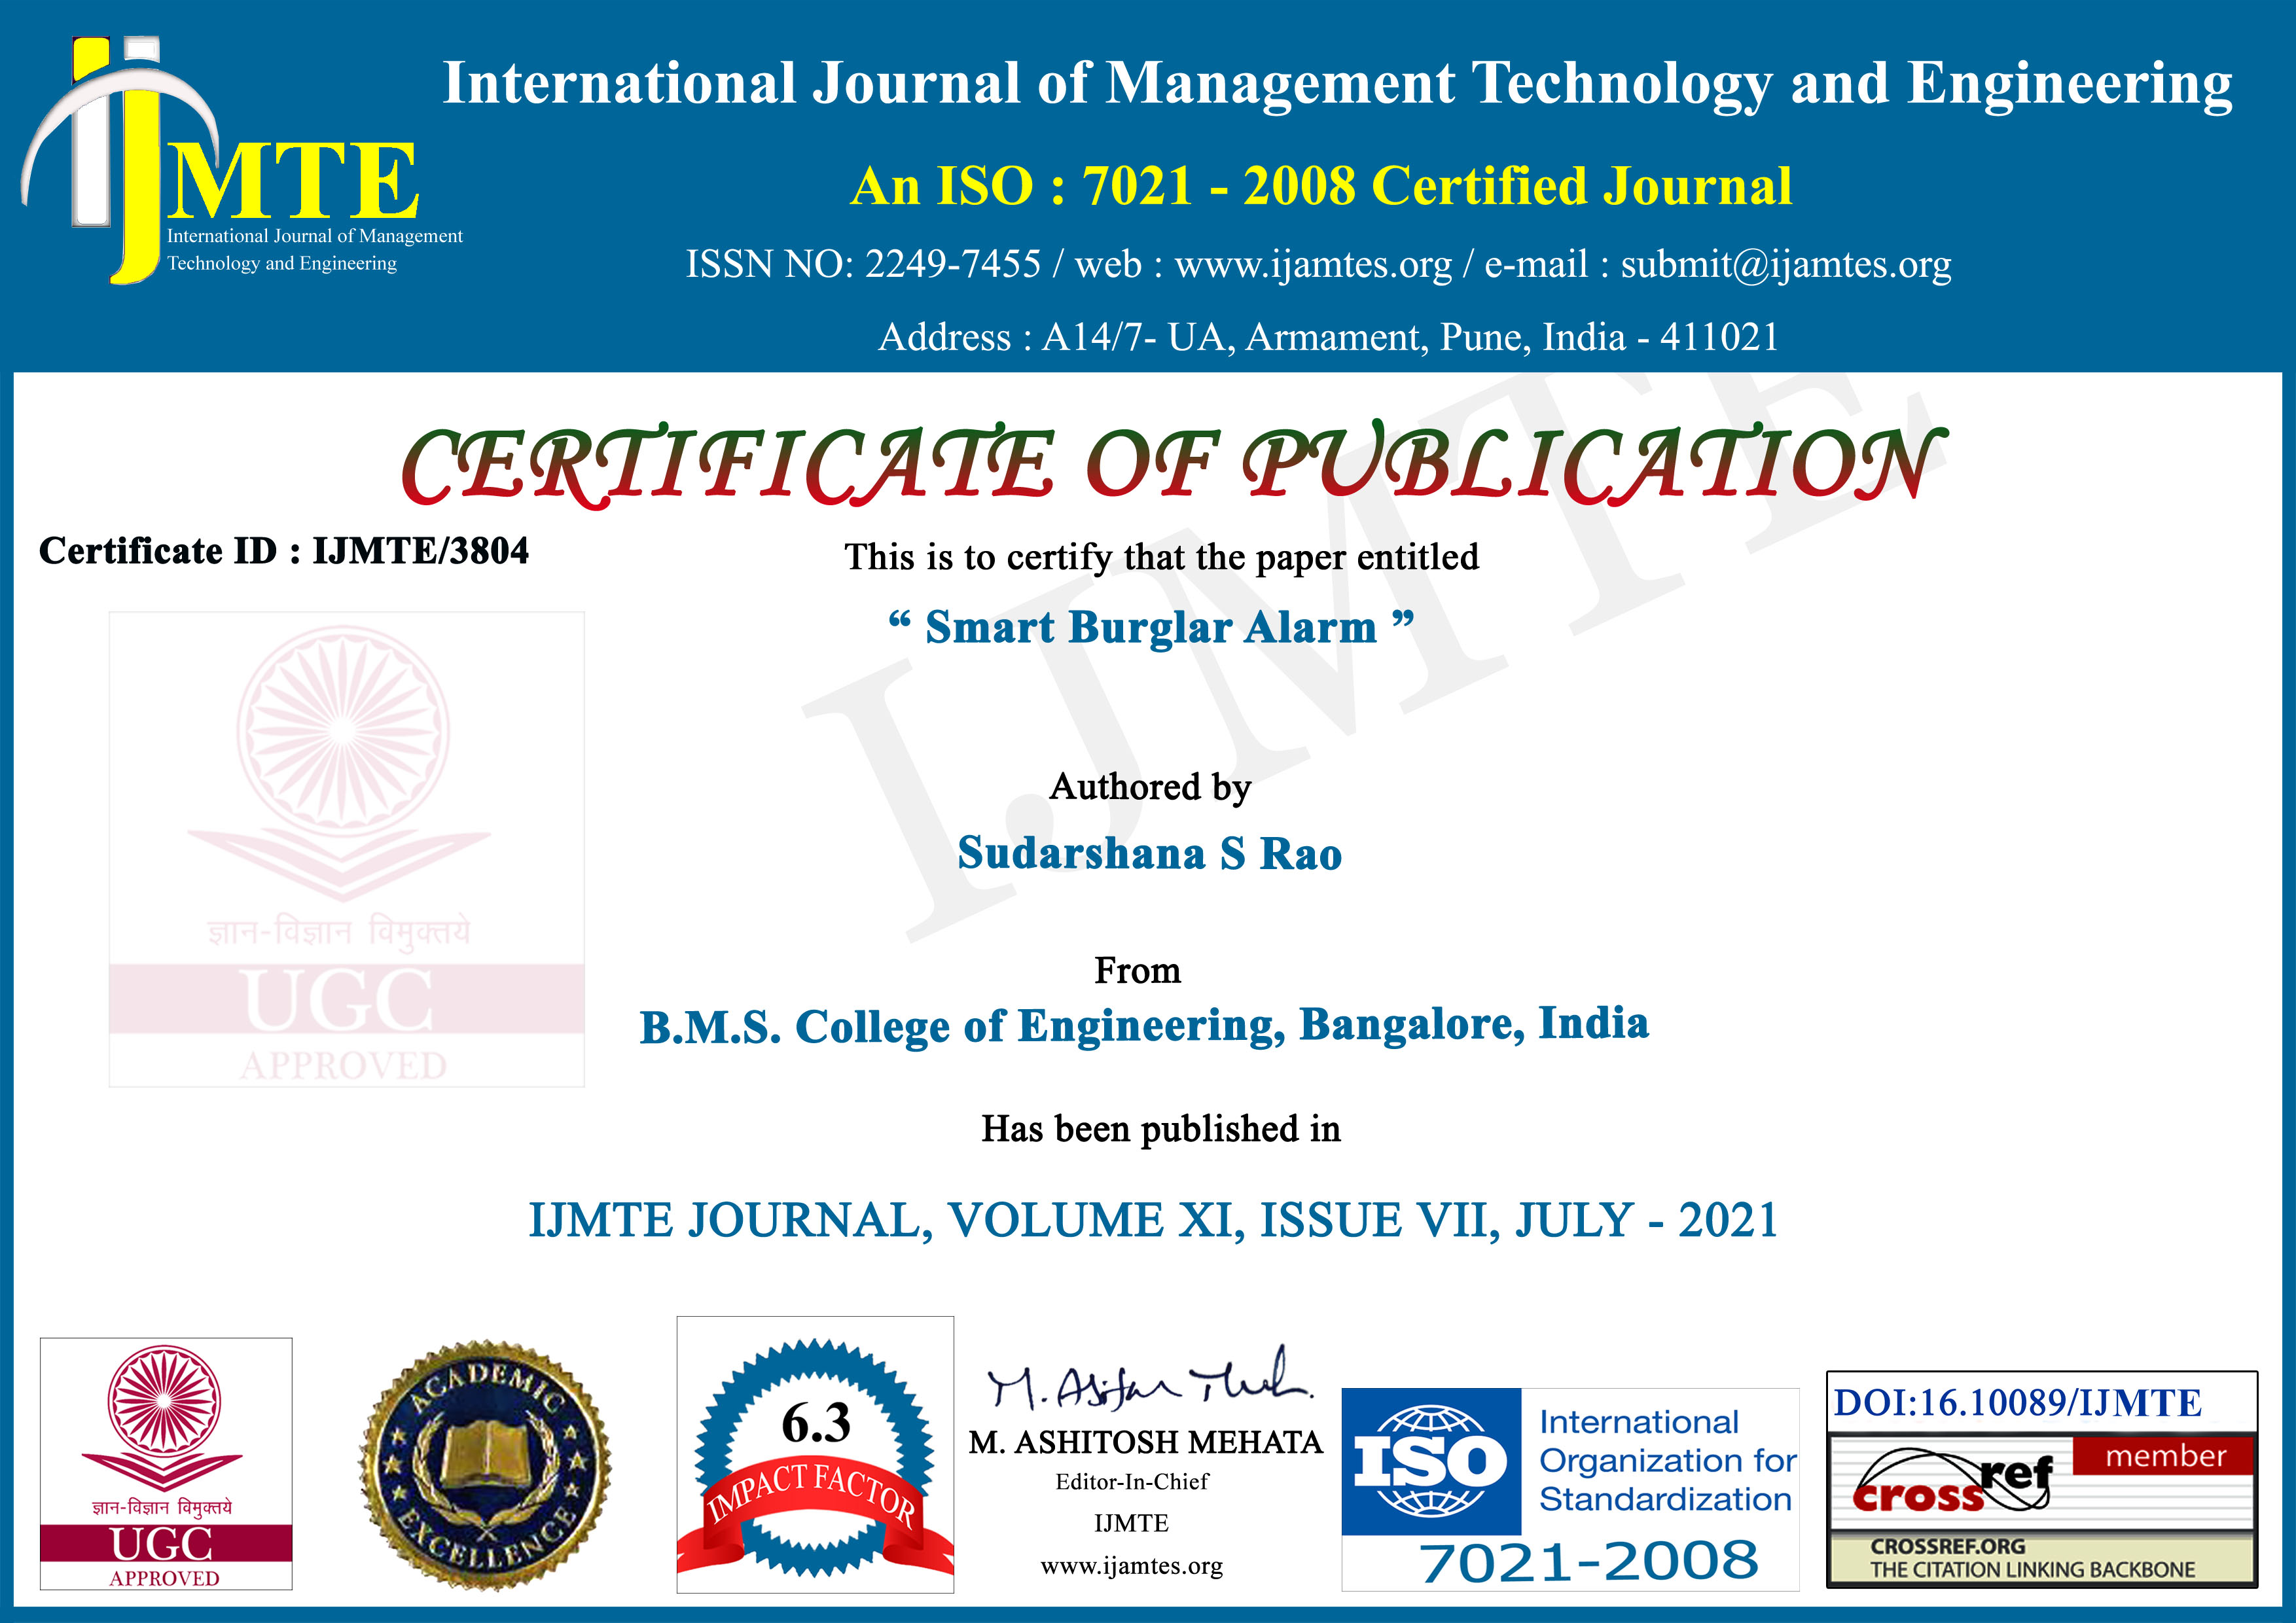 IJMTE
International Journal of Management
Technology and Engineering
International Journal of Management Technology and Engineering
An ISO : 7021 - 2008 Certified Journal
ISSN NO: 2249-7455 / web : www.ijamtes.org / e-mail : submit@ijamtes.org
Address : A14/7- UA, Armament, Pune, India - 411021
CERTIFICATE OF PUBLICATION
Certificate ID : IJMTE/3804
This is to certify that the paper entitled
“ Smart Burglar Alarm ”
Authored by
Sudarshana S Rao
From
B.M.S. College of Engineering, Bangalore, India
Has been published in
IJMTE JOURNAL, VOLUME XI, ISSUE VII, JULY - 2021
IJMTE
ज्ञान-विज्ञान विमुक्तये
UGC
APPROVED
ज्ञान-विज्ञान विमुक्तये
UGC
APPROVED
ACADEMIC
EXCELLENCE
6.3
IMPACT FACTOR
M. ASHITOSH MEHATA
Editor-In-Chief
IJMTE
www.ijamtes.org
ISO
International
Organization for
Standardization
7021-2008
DOI:16.10089/IJMTE
crossref
member
CROSSREF.ORG
THE CITATION LINKING BACKBONE